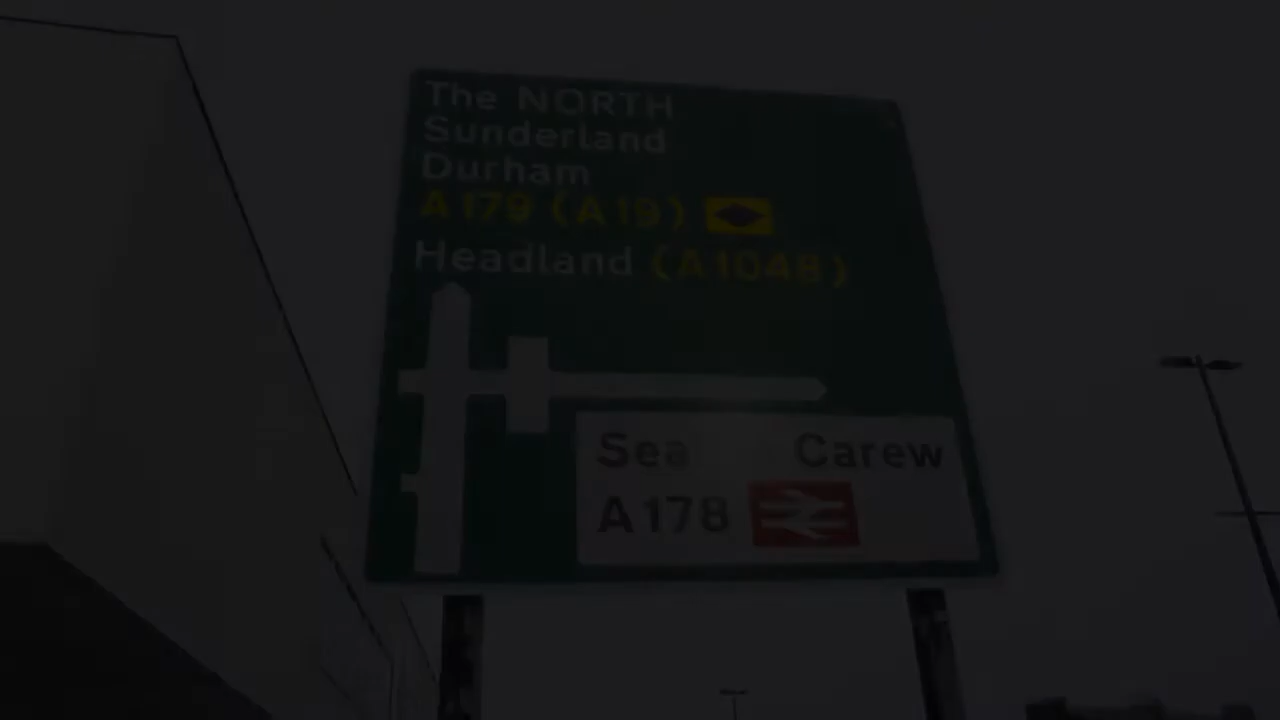 The NORTH
Sunderland
Durham
A179 (A19)
Headland (A1048)
Sea Carew
A178